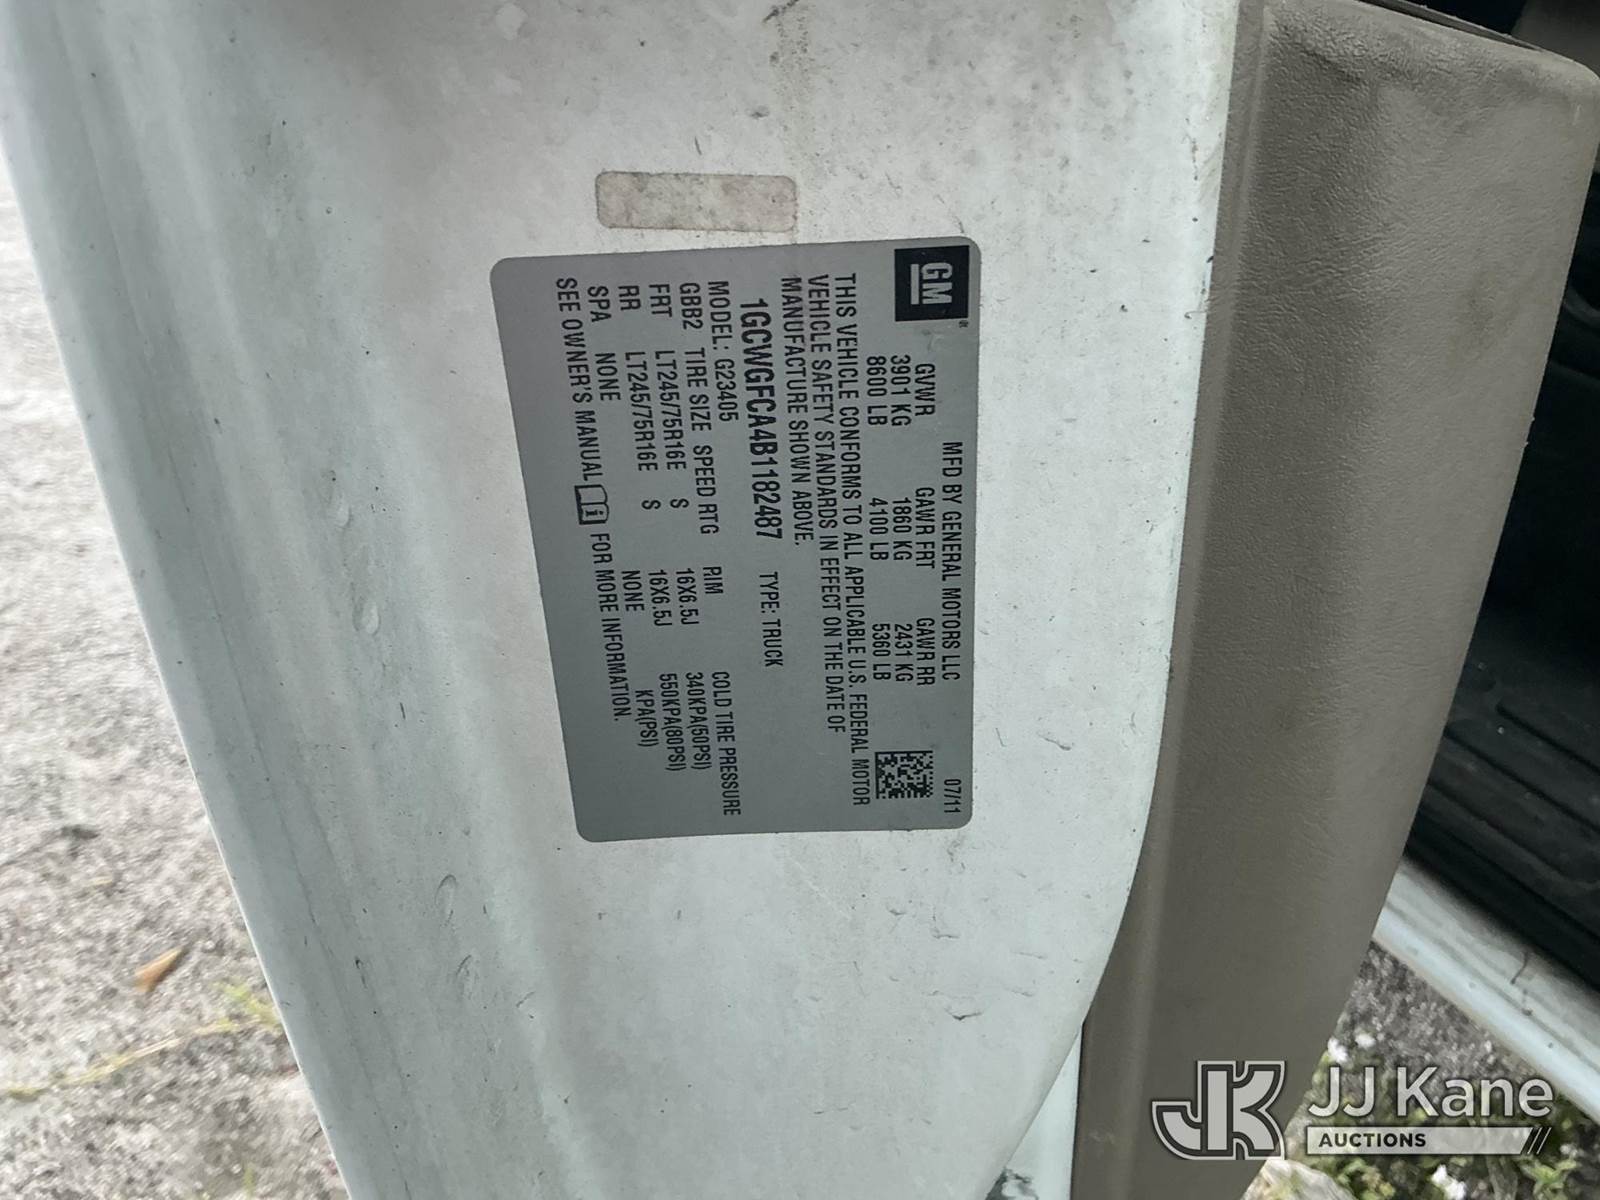 GM
MFD BY GENERAL MOTORS LLC 07/11
GVWR GAWR FRT GAWR RR
3901 KG 1860 KG 2431 KG
8600 LB 4100 LB 5360 LB
THIS VEHICLE CONFORMS TO ALL APPLICABLE U.S. FEDERAL MOTOR
VEHICLE SAFETY STANDARDS IN EFFECT ON THE DATE OF
MANUFACTURE SHOWN ABOVE.
1GCWGFCA4B1182487 TYPE: TRUCK
MODEL: G23405
GBB2 TIRE SIZE SPEED RTG RIM COLD TIRE PRESSURE
FRT LT245/75R16E S 16X6.5J 340KPA(50PSI)
RR LT245/75R16E S 16X6.5J 550KPA(80PSI)
SPA NONE NONE KPA(PSI)
SEE OWNER'S MANUAL i FOR MORE INFORMATION.
JK JJ Kane
AUCTIONS